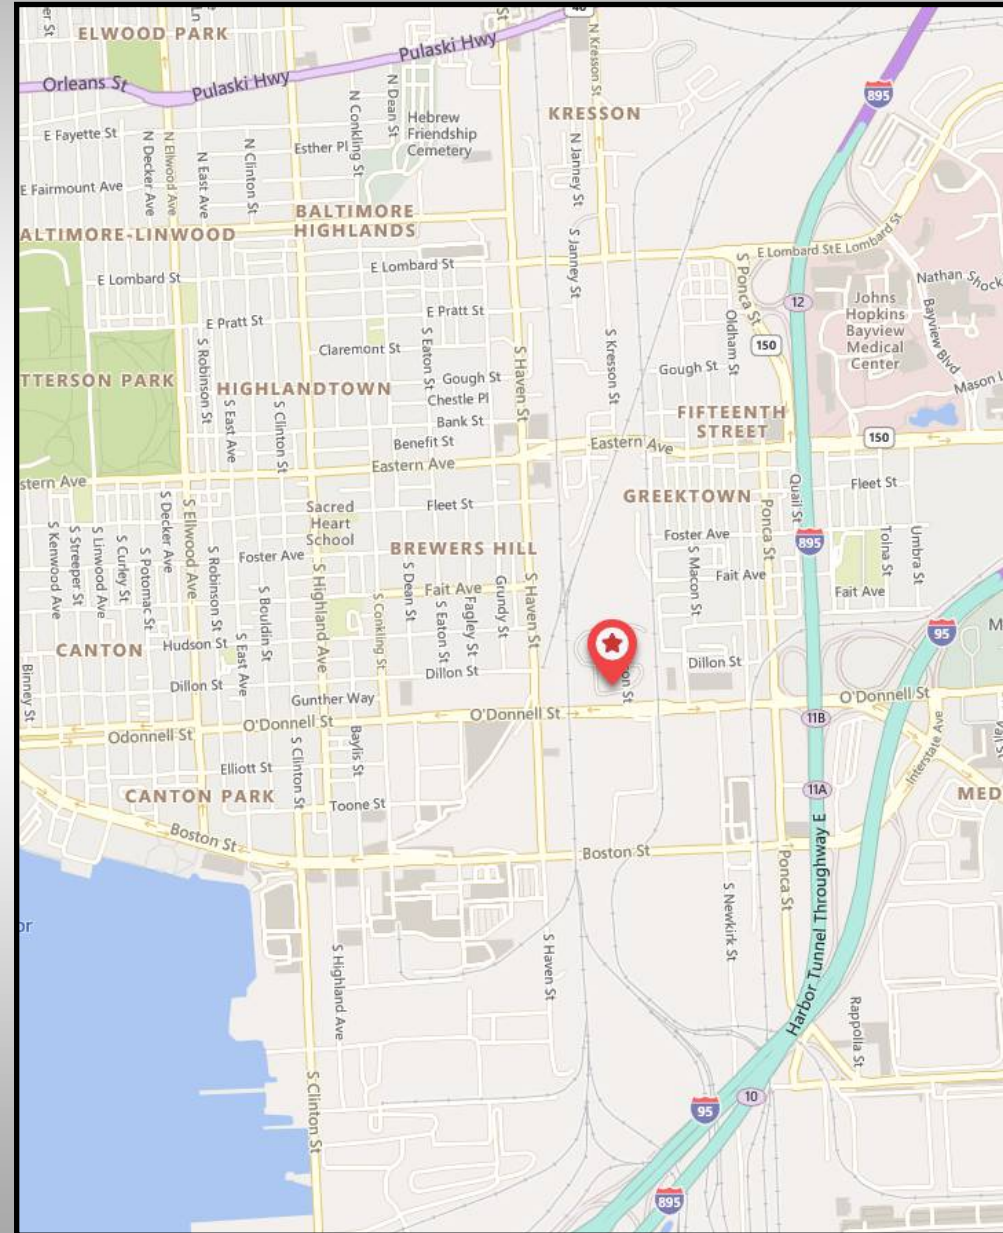 ELWOOD PARK
Orleans St
Pulaski Hwy
Pulaski Hwy
40
N Kresson St
KRESSON
895
E Fayette St
N Decker Ave
N Ellwood Ave
N East Ave
N Clinton St
Esther Pl
N Conkling St
N Dean St
Hebrew
Friendship
Cemetery
N Janney St
E Fairmount Ave
BALTIMORE
HIGHLANDS
ALTIMORE-LINWOOD
E Lombard St
E Lombard St
S Janney St
E Lombard St
E Lombard St
S Ponca St
Nathan Shock
Bayview Blvd
Johns
Hopkins
Bayview
Medical
Center
12
150
E Pratt St
E Pratt St
Oldham St
Claremont St
S Eaton St
S Haven St
S Kresson St
Gough St
Gough St
Mason L
TTERSON PARK
HIGHLANDTOWN
S Robinson St
S East Ave
S Clinton St
Chestle Pl
Bank St
Benefit St
FIFTEENTH
STREET
150
Eastern Ave
Eastern Ave
stern Ave
Fleet St
GREEKTOWN
Quail St
Fleet St
Sacred
Heart
School
S Kenwood Ave
S Streeper St
S Linwood Ave
S Curley St
S Potomac St
S Decker Ave
S Ellwood Ave
S Robinson St
Foster Ave
BREWERS HILL
Foster Ave
Ponca St
895
Tolna St
Umbra St
S Bouldin St
S Highland Ave
S Conkling St
S Dean St
Fait Ave
S Eaton St
Fagley St
Grundy St
S Haven St
S Macon St
Fait Ave
Fait Ave
95
CANTON
Hudson St
S East Ave
Dillon St
Dillon St
Dillon St
Binney St
Gunther Way
on St
O'Donnell St
O'Donnell St
O'Donnell St
Odonnell St
11B
Interstate Ave
Elliott St
S Clinton St
Baylis St
11A
CANTON PARK
Toone St
MED
Boston St
Boston St
Ponca St
Harbor Tunnel Throughway E
S Newkirk St
S Highland Ave
S Haven St
Rappolla St
S Clinton St
95
10
895